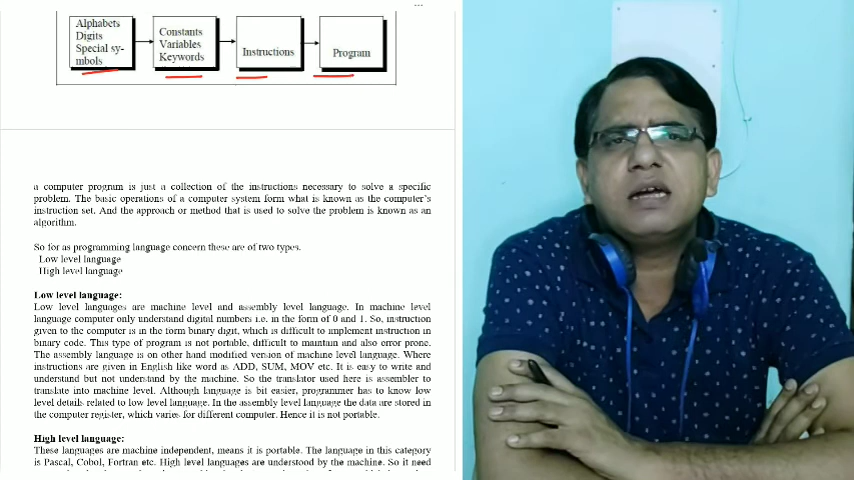 Alphabets
Digits
Special sy-
mbols
Constants
Variables
Keywords
Instructions
Program
a computer program is just a collection of the instructions necessary to solve a specific
problem. The basic operations of a computer system form what is known as the computer's
instruction set. And the approach or method that is used to solve the problem is known as an
algorithm.
So for as programming language concern these are of two types.
Low level language
High level language
Low level language:
Low level languages are machine level and assembly level language. In machine level
language computer only understand digital numbers i.e. in the form of 0 and 1. So, instruction
given to the computer is in the form binary digit, which is difficult to implement instruction in
binary code. This type of program is not portable, difficult to maintain and also error prone.
The assembly language is on other hand modified version of machine level language. Where
instructions are given in English like word as ADD, SUM, MOV etc. It is easy to write and
understand but not understand by the machine. So the translator used here is assembler to
translate into machine level. Although language is bit easier, programmer has to know low
level details related to low level language. In the assembly level language the data are stored in
the computer register, which varies for different computer. Hence it is not portable.
High level language:
These languages are machine independent, means it is portable. The language in this category
is Pascal, Cobol, Fortran etc. High level languages are understood by the machine. So it need